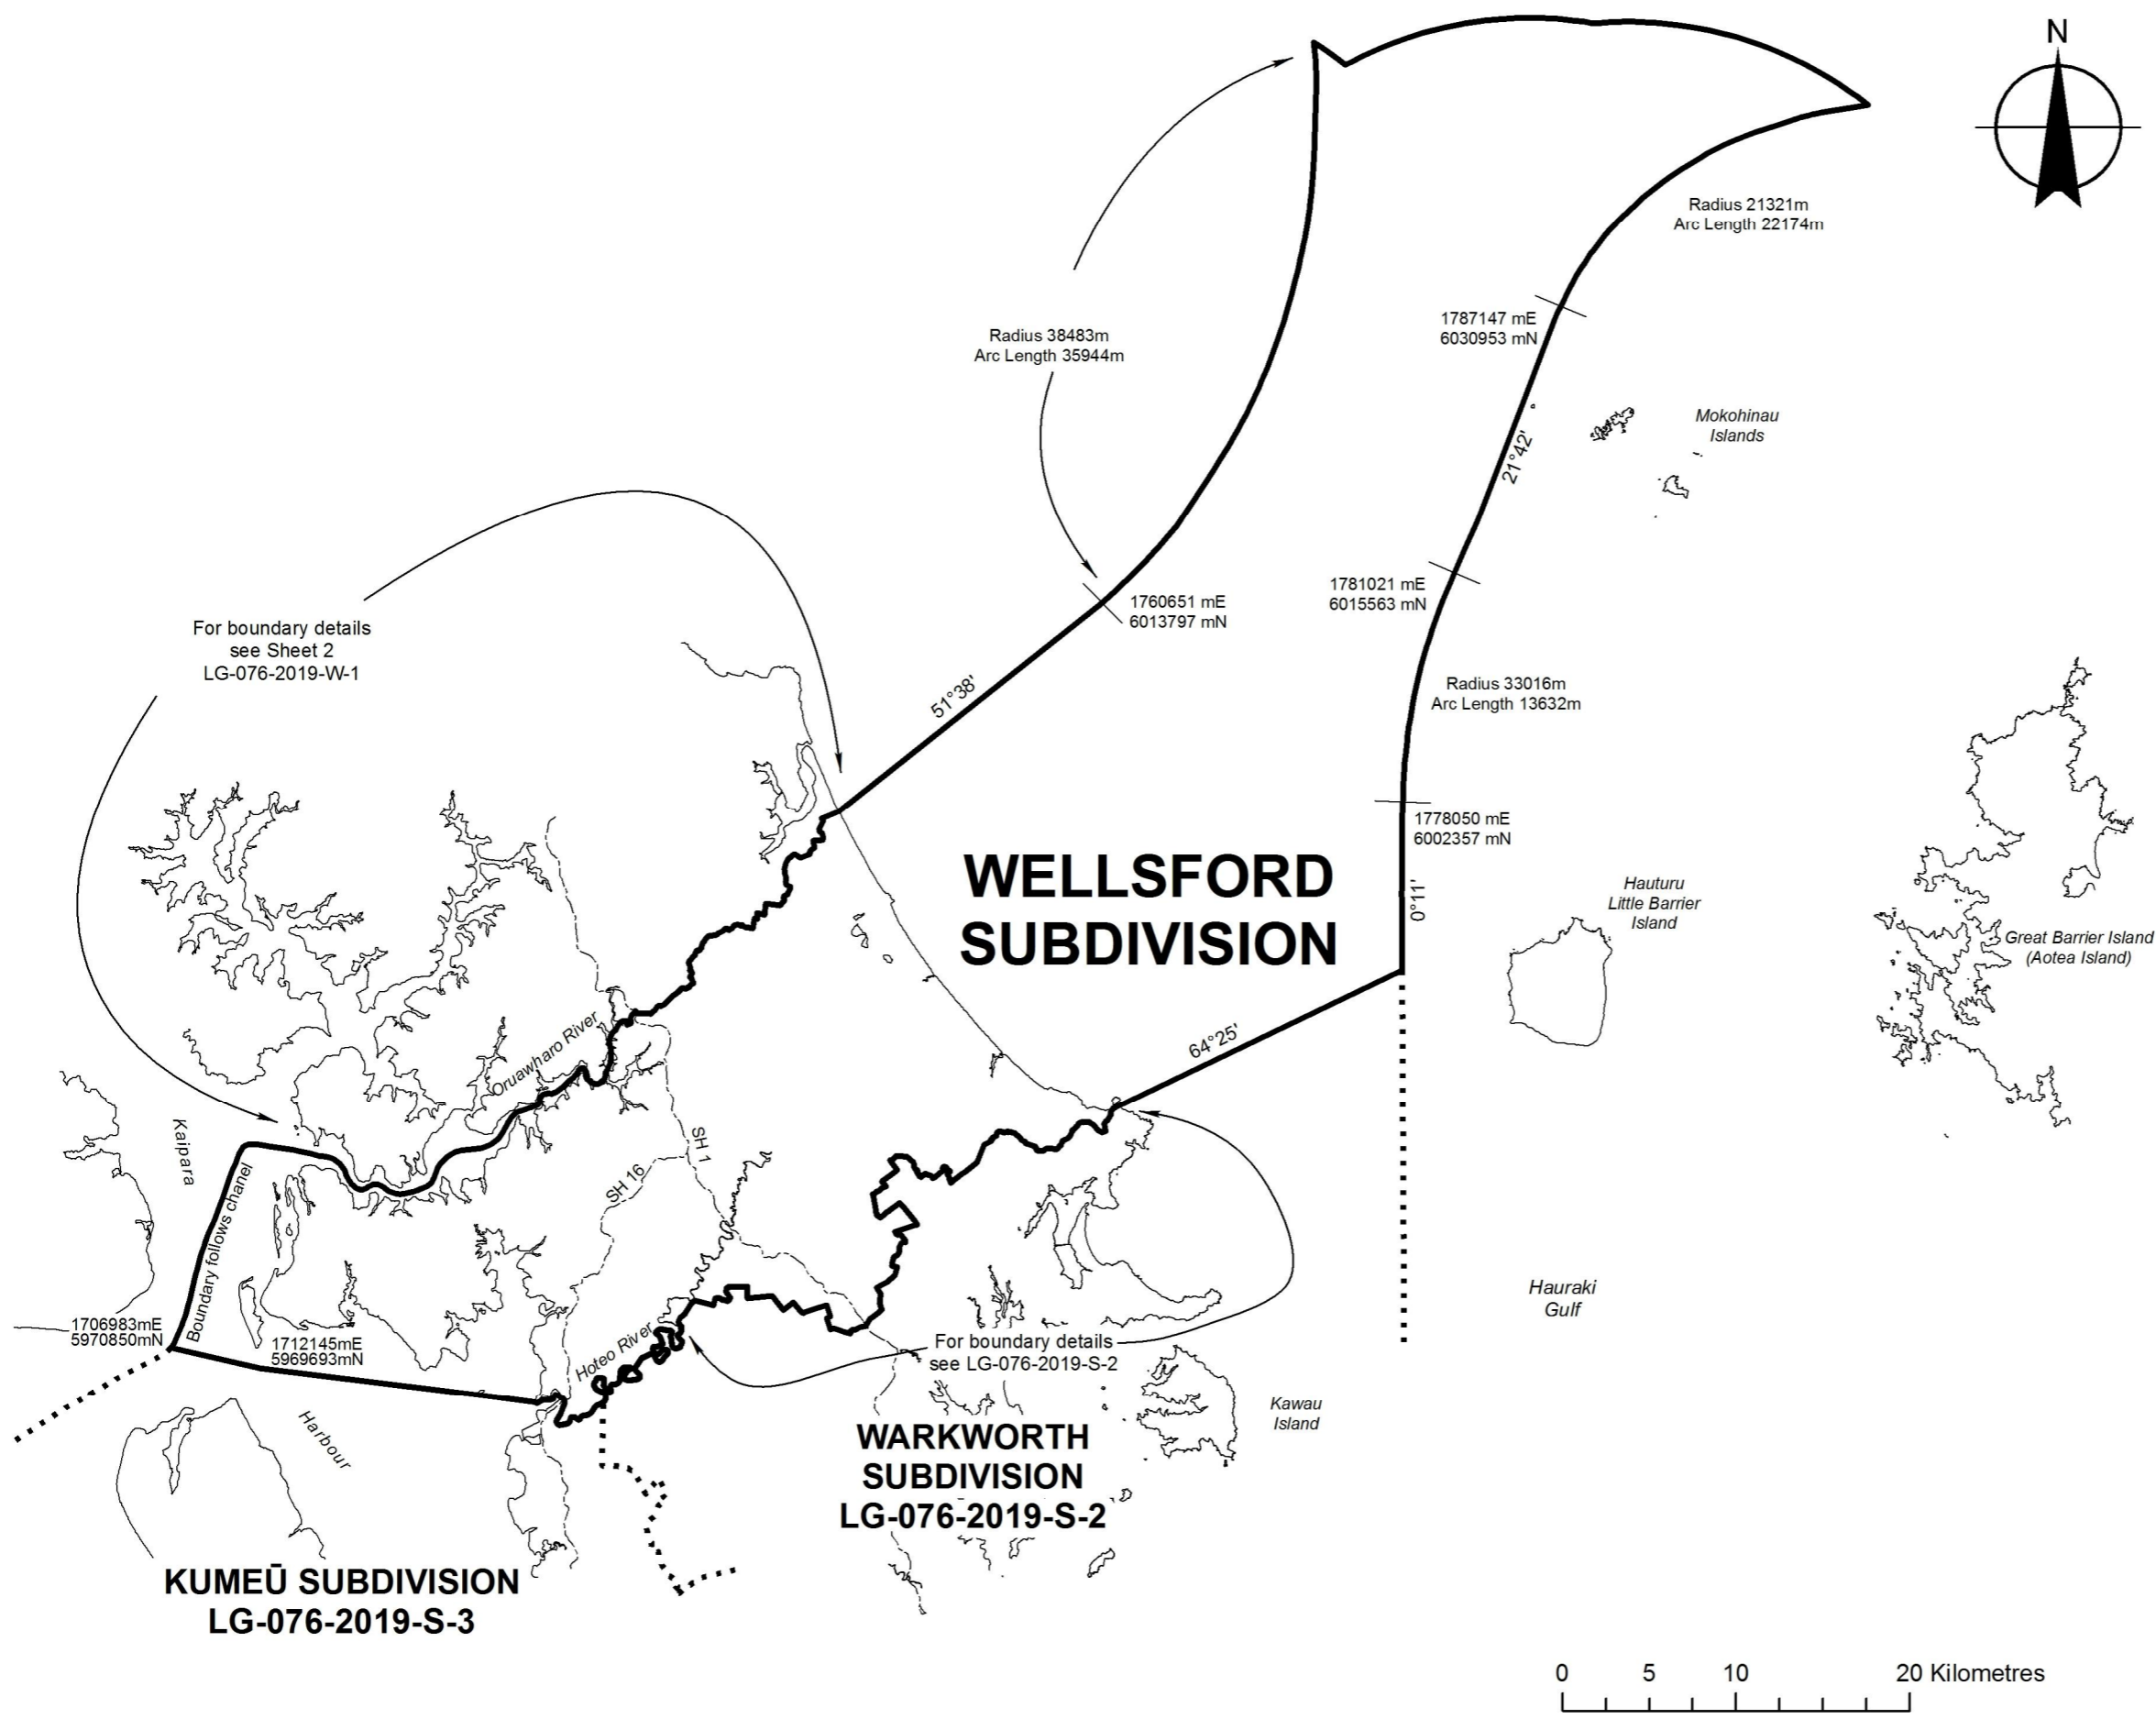 N
Radius 21321m
Arc Length 22174m
1787147 mE
6030953 mN
Radius 38483m
Arc Length 35944m
Mokohinau
Islands
21°42'
1781021 mE
6015563 mN
1760651 mE
6013797 mN
For boundary details
see Sheet 2
LG-076-2019-W-1
51°38'
Radius 33016m
Arc Length 13632m
1778050 mE
6002357 mN
WELLSFORD
SUBDIVISION
0°11'
Hauturu
Little Barrier
Island
Great Barrier Island
(Aotea Island)
64°25'
Oruawharo River
Kaipara
SH 1
SH 16
Boundary follows chanel
Hauraki
Gulf
1706983mE
5970850mN
1712145mE
5969693mN
Hoteo River
For boundary details
see LG-076-2019-S-2
Kawau
Island
Harbour
WARKWORTH
SUBDIVISION
LG-076-2019-S-2
KUMEŪ SUBDIVISION
LG-076-2019-S-3
0 5 10 20 Kilometres